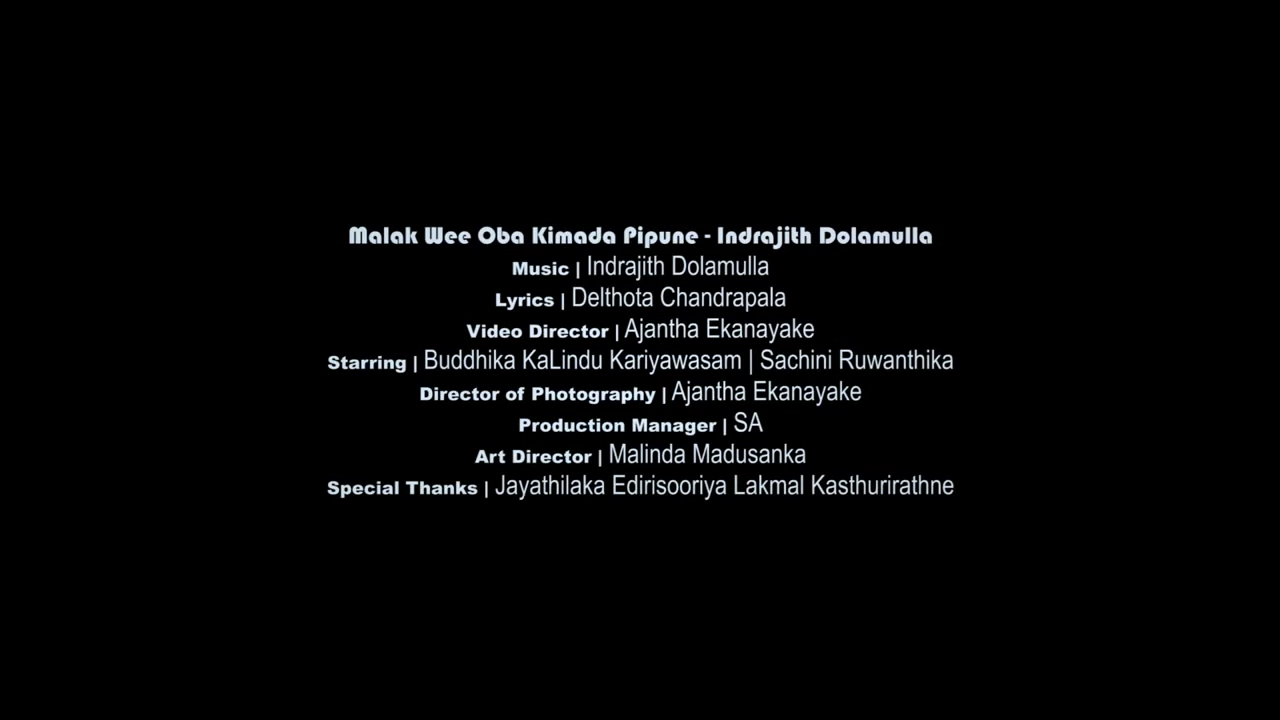 Malak Wee Oba Kimada Pipune - Indrajith Dolamulla
Music | Indrajith Dolamulla
Lyrics | Delthota Chandrapala
Video Director | Ajantha Ekanayake
Starring | Buddhika KaLindu Kariyawasam | Sachini Ruwanthika
Director of Photography | Ajantha Ekanayake
Production Manager | SA
Art Director | Malinda Madusanka
Special Thanks | Jayathilaka Edirisooriya Lakmal Kasthurirathne